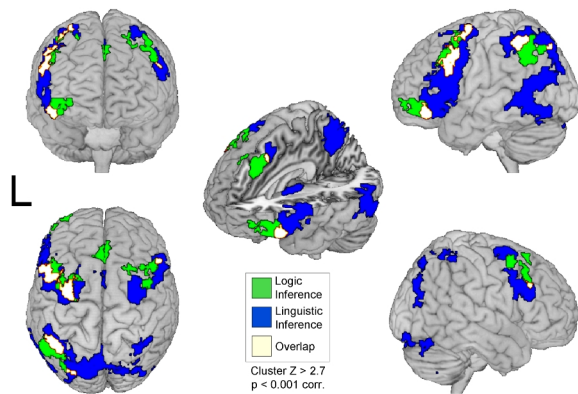 L
Logic
Inference
Linguistic
Inference
Overlap
Cluster Z > 2.7
p < 0.001 corr.